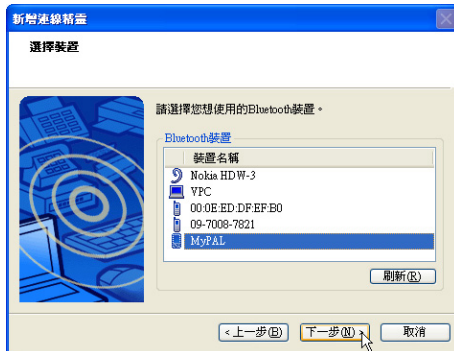 新增連線精靈
選擇裝置
請選擇您想使用的Bluetooth裝置。
Bluetooth裝置
裝置名稱
Nokia HDW-3
VPC
00:0E:ED:DF:EF:B0
09-7008-7821
MyPAL
刷新(R)
<上一步(B) 下一步(N)> 取消